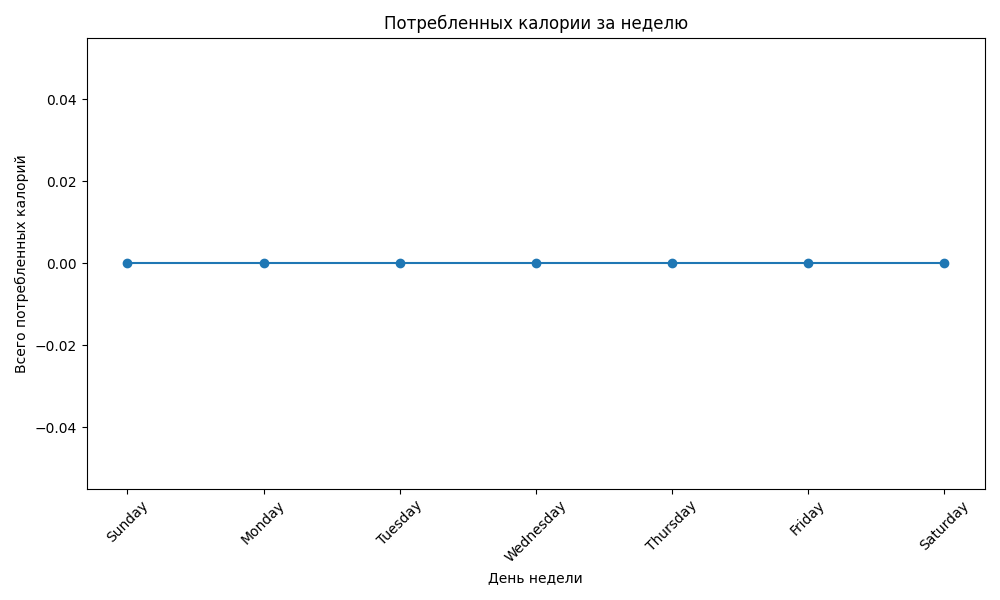 Потребленных калории за неделю
Всего потребленных калорий
0.04
0.02
0.00
−0.02
−0.04
Sunday
Monday
Tuesday
Wednesday
Thursday
Friday
Saturday
День недели